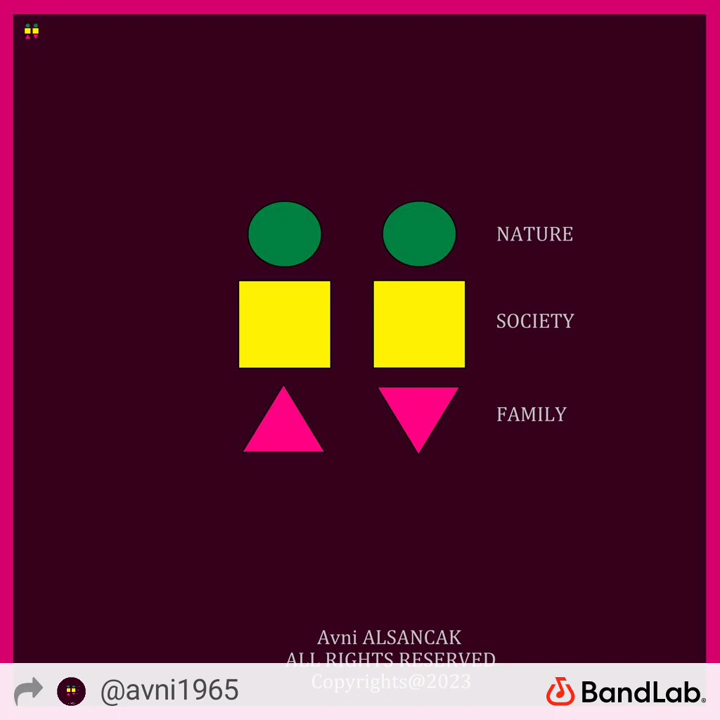 NATURE
SOCIETY
FAMILY
Avni ALSANCAK
ALL RIGHTS RESERVED
Copyrights@2023
@avni1965
BandLab®